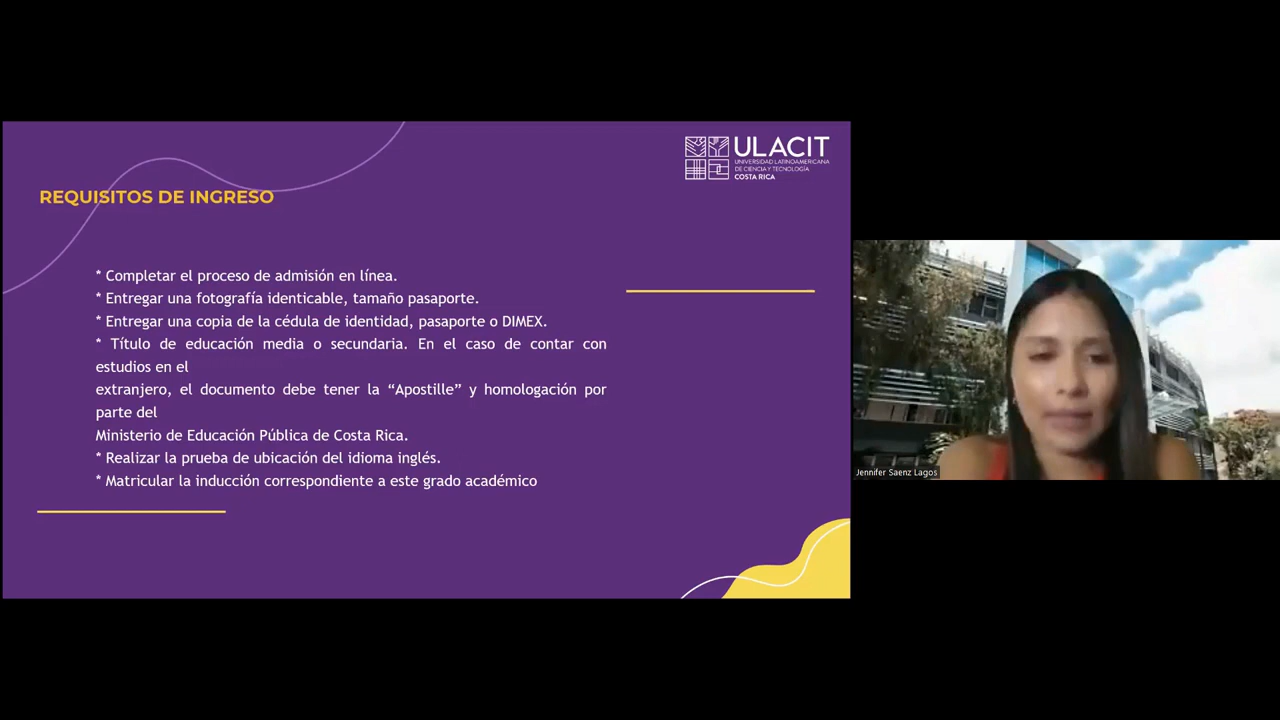 ULACIT
UNIVERSIDAD LATINOAMERICANA
DE CIENCIA Y TECNOLOGÍA
COSTA RICA
REQUISITOS DE INGRESO
* Completar el proceso de admisión en línea.
* Entregar una fotografía identicable, tamaño pasaporte.
* Entregar una copia de la cédula de identidad, pasaporte o DIMEX.
* Título de educación media o secundaria. En el caso de contar con
estudios en el
extranjero, el documento debe tener la “Apostille” y homologación por
parte del
Ministerio de Educación Pública de Costa Rica.
* Realizar la prueba de ubicación del idioma inglés.
* Matricular la inducción correspondiente a este grado académico
Jennifer Saenz Lagos